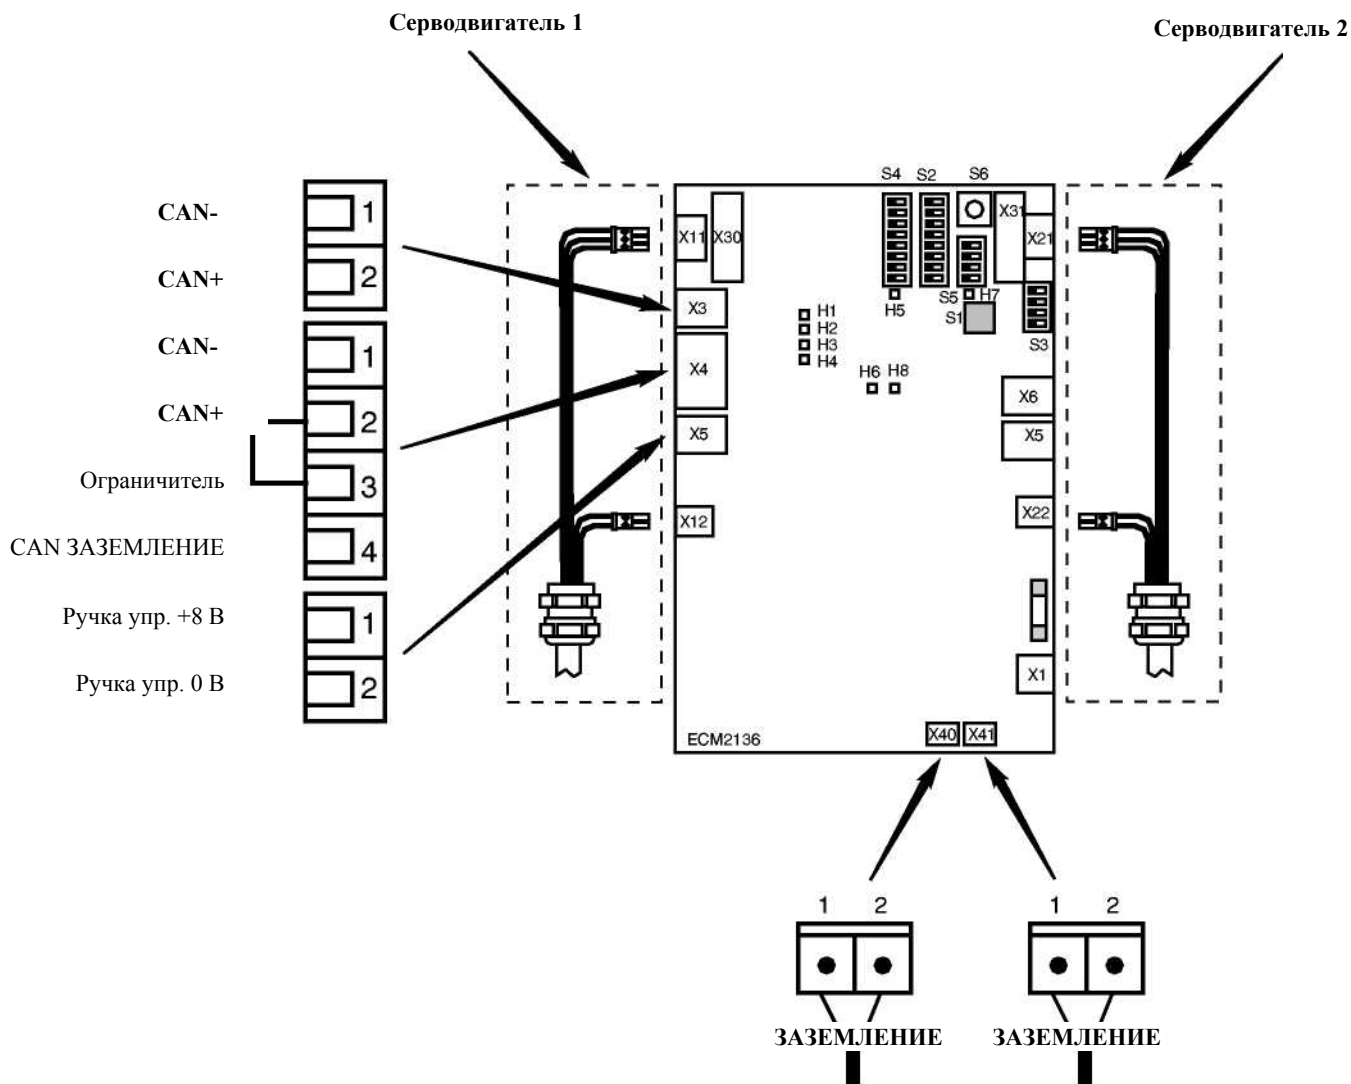 Серводвигатель 1
Серводвигатель 2
S4 S2 S6
CAN-
1
X11 X30
X31
X21
CAN+
2
X3
H1
H2
H3
H4
H5
S5 H7
S1
S3
CAN-
1
X4
H6 H8
CAN+
2
X5
X6
X5
Ограничитель
3
X12
X22
CAN ЗАЗЕМЛЕНИЕ
4
Ручка упр. +8 В
1
Ручка упр. 0 В
2
X1
ECM2136
X40 X41
1 2
1 2
ЗАЗЕМЛЕНИЕ
ЗАЗЕМЛЕНИЕ